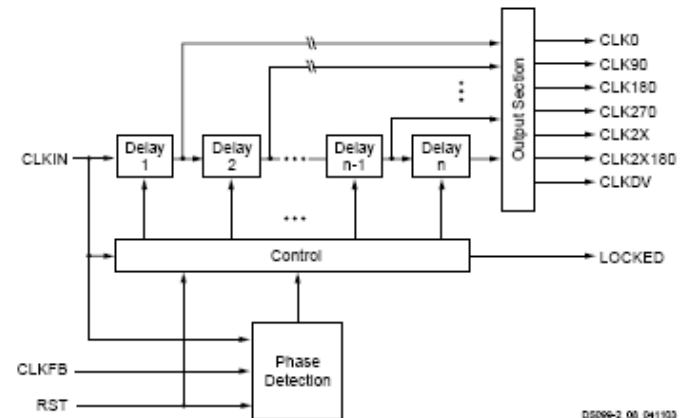 CLK0
CLK90
CLK180
CLK270
CLK2X
CLK2X180
CLKDV
Output Section
CLKIN
Delay
1
Delay
2
Delay
n-1
Delay
n
Control
LOCKED
CLKFB
RST
Phase
Detection
DS099-2_08_041103